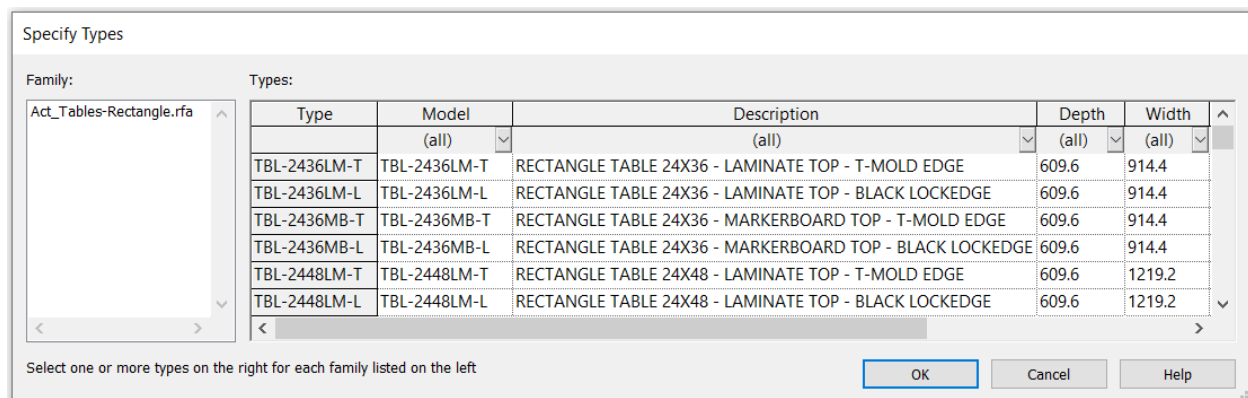 Specify Types
Family: Types:
Act_Tables-Rectangle.rfa
Type Model Description Depth Width
(all) (all) (all) (all)
TBL-2436LM-T TBL-2436LM-T RECTANGLE TABLE 24X36 - LAMINATE TOP - T-MOLD EDGE 609.6 914.4
TBL-2436LM-L TBL-2436LM-L RECTANGLE TABLE 24X36 - LAMINATE TOP - BLACK LOCKEDGE 609.6 914.4
TBL-2436MB-T TBL-2436MB-T RECTANGLE TABLE 24X36 - MARKERBOARD TOP - T-MOLD EDGE 609.6 914.4
TBL-2436MB-L TBL-2436MB-L RECTANGLE TABLE 24X36 - MARKERBOARD TOP - BLACK LOCKEDGE 609.6 914.4
TBL-2448LM-T TBL-2448LM-T RECTANGLE TABLE 24X48 - LAMINATE TOP - T-MOLD EDGE 609.6 1219.2
TBL-2448LM-L TBL-2448LM-L RECTANGLE TABLE 24X48 - LAMINATE TOP - BLACK LOCKEDGE 609.6 1219.2
Select one or more types on the right for each family listed on the left
OK Cancel Help